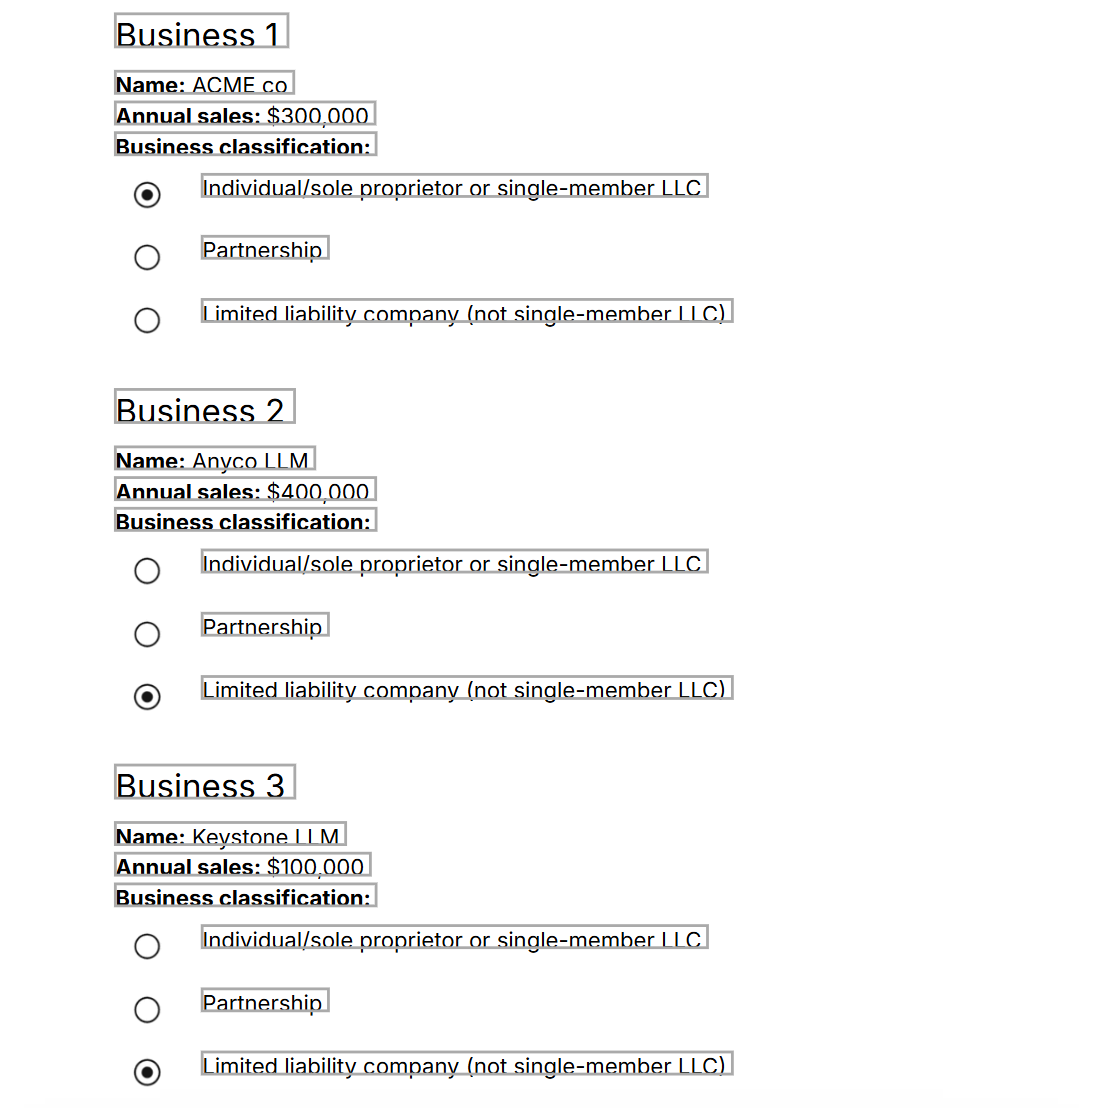 Business 1
Name: ACME co
Annual sales: $300,000
Business classification:
Individual/sole proprietor or single-member LLC
Partnership
Limited liability company (not single-member LLC)
Business 2
Name: Anyco LLM
Annual sales: $400,000
Business classification:
Individual/sole proprietor or single-member LLC
Partnership
Limited liability company (not single-member LLC)
Business 3
Name: Keystone LLM
Annual sales: $100,000
Business classification:
Individual/sole proprietor or single-member LLC
Partnership
Limited liability company (not single-member LLC)